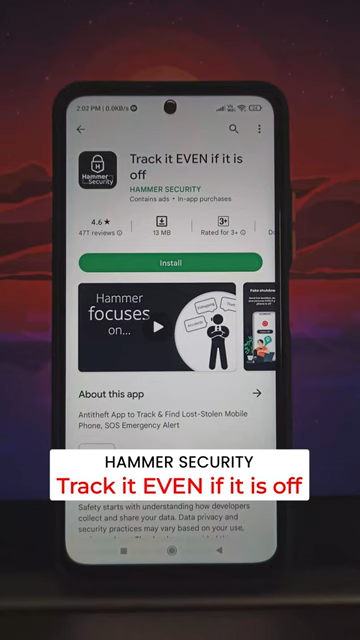 2:02 PM | 0.0KB/s
Track it EVEN if it is
off
Hammer
Security
HAMMER SECURITY
Contains ads • In-app purchases
4.6 ★
47T reviews
13 MB
3+
Rated for 3+
Install
Hammer
focuses
on...
Fake shutdown
About this app
Antitheft App to Track & Find Lost-Stolen Mobile
Phone, SOS Emergency Alert
HAMMER SECURITY
Track it EVEN if it is off
Safety starts with understanding how developers
collect and share your data. Data privacy and
security practices may vary based on your use,